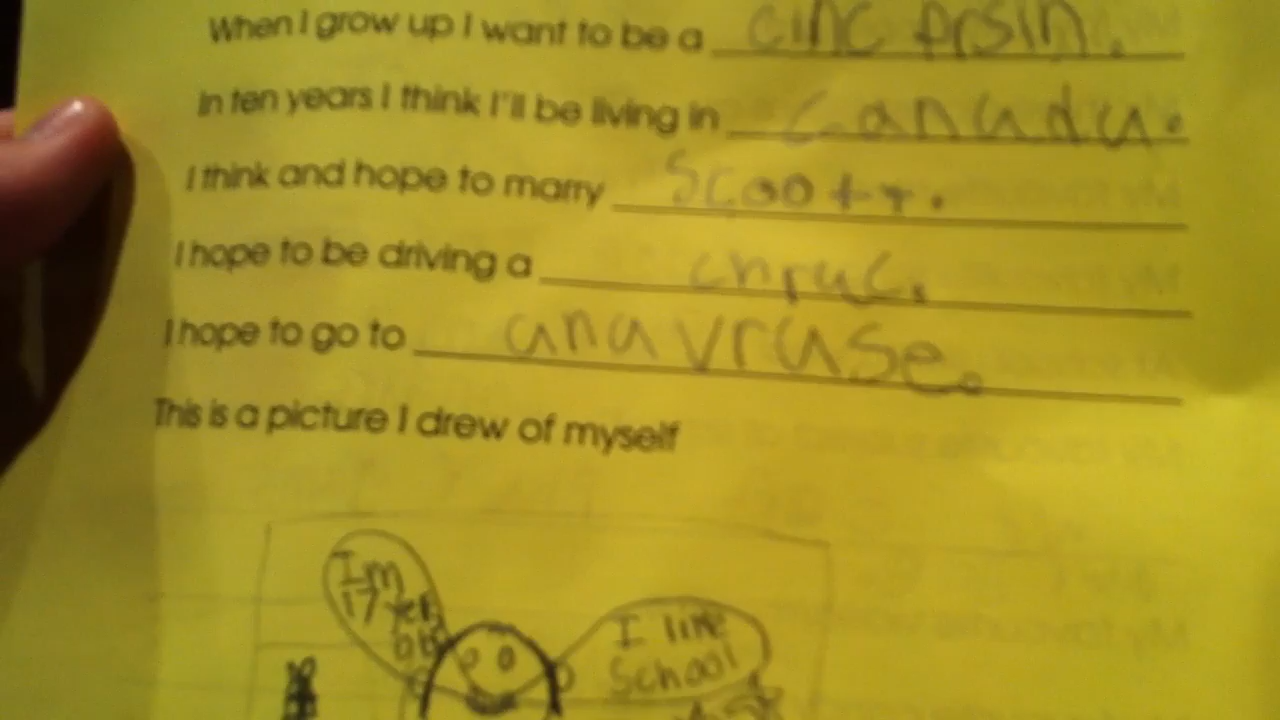 When I grow up I want to be a cinc prsin.
In ten years I think I'll be living in Canada.
I think and hope to marry Scootr.
I hope to be driving a chruc.
I hope to go to anavrase.
This is a picture I drew of myself
Im
17 yers
old
I like
School